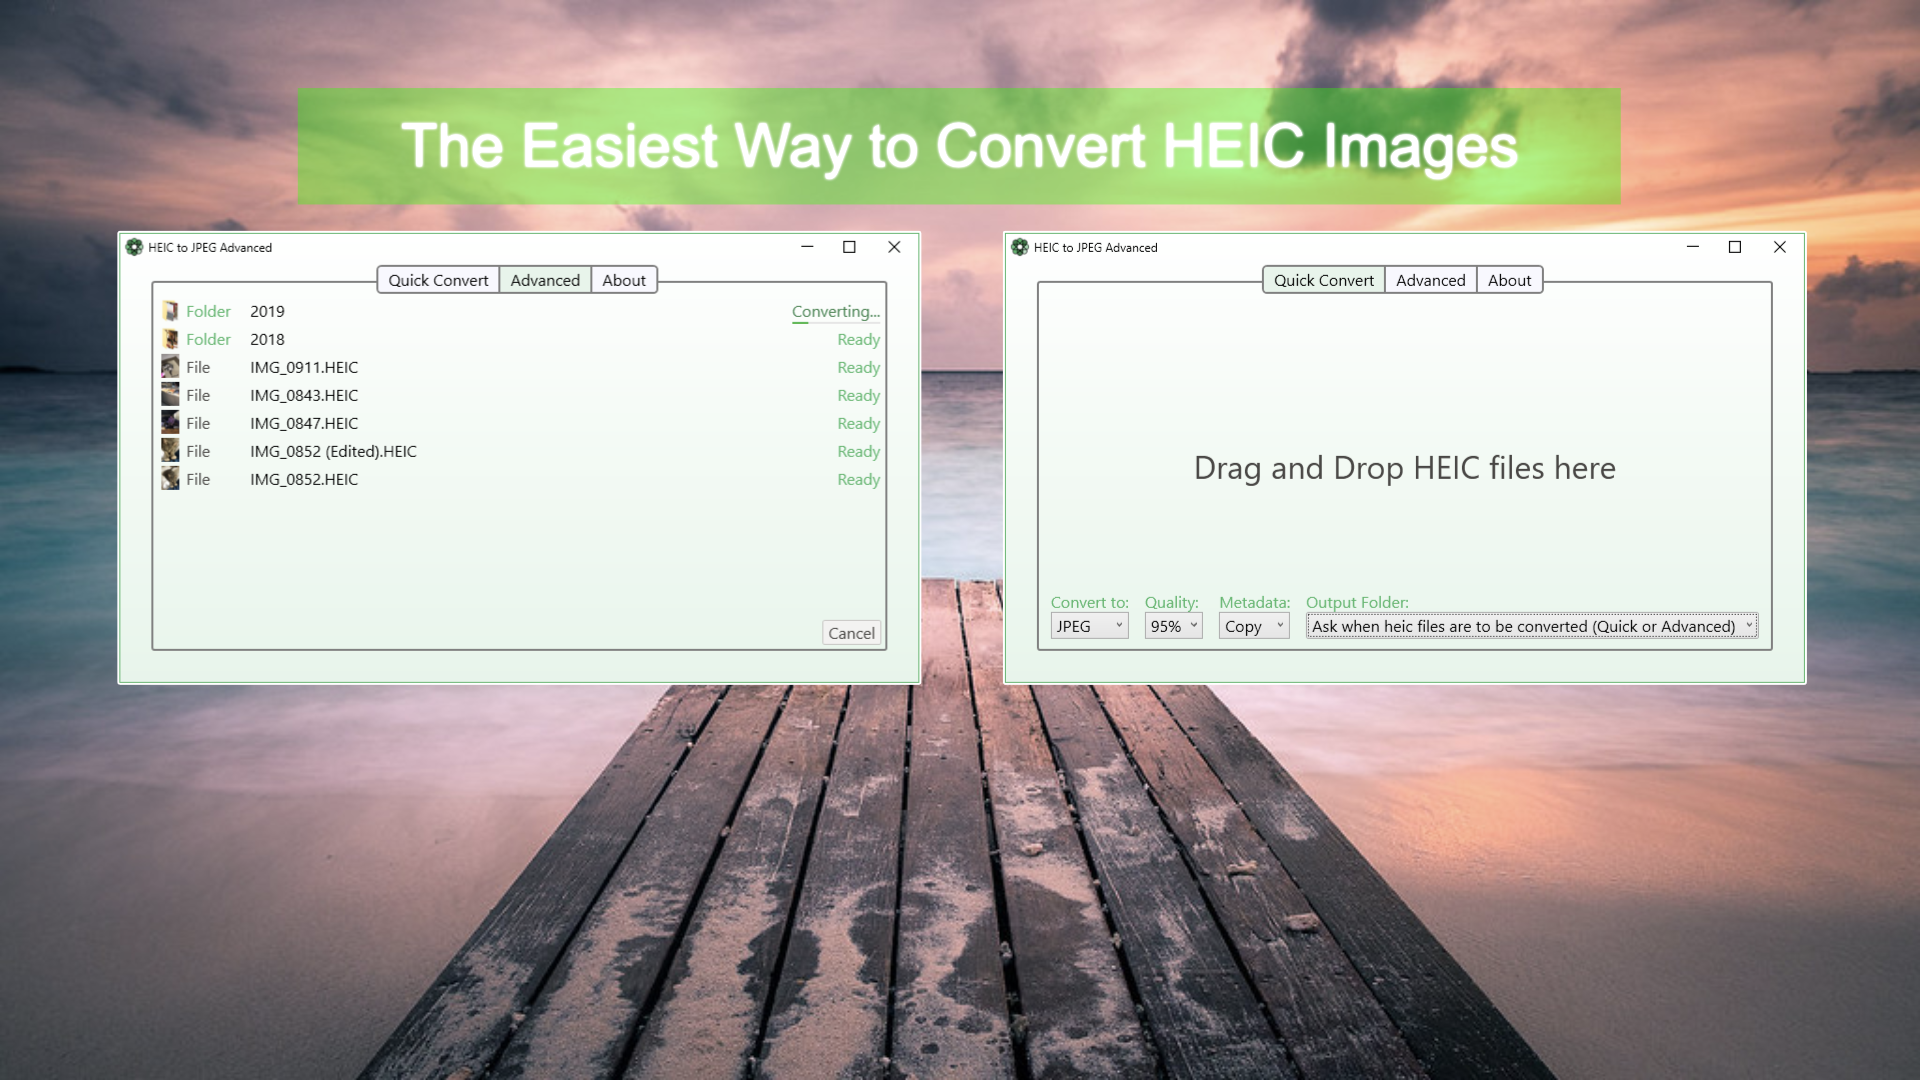 The Easiest Way to Convert HEIC Images
HEIC to JPEG Advanced
Quick Convert Advanced About
Folder 2019 Converting...
Folder 2018 Ready
File IMG_0911.HEIC Ready
File IMG_0843.HEIC Ready
File IMG_0847.HEIC Ready
File IMG_0852 (Edited).HEIC Ready
File IMG_0852.HEIC Ready
Cancel
HEIC to JPEG Advanced
Quick Convert Advanced About
Drag and Drop HEIC files here
Convert to: Quality: Metadata: Output Folder:
JPEG 95% Copy Ask when heic files are to be converted (Quick or Advanced)